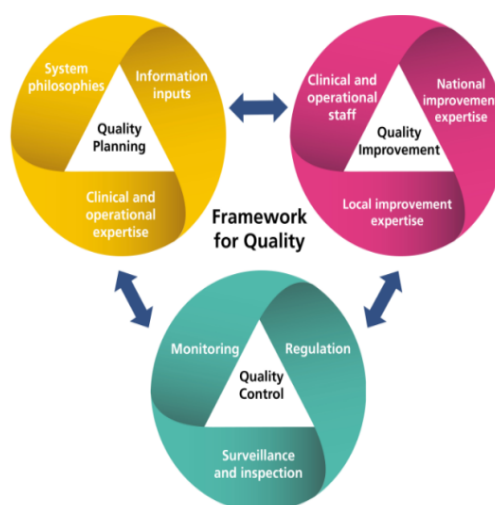 System
philosophies
Information
inputs
Quality
Planning
Clinical and
operational
expertise
Clinical and
operational
staff
National
improvement
expertise
Quality
Improvement
Local improvement
expertise
Framework
for Quality
Monitoring
Regulation
Quality
Control
Surveillance
and inspection